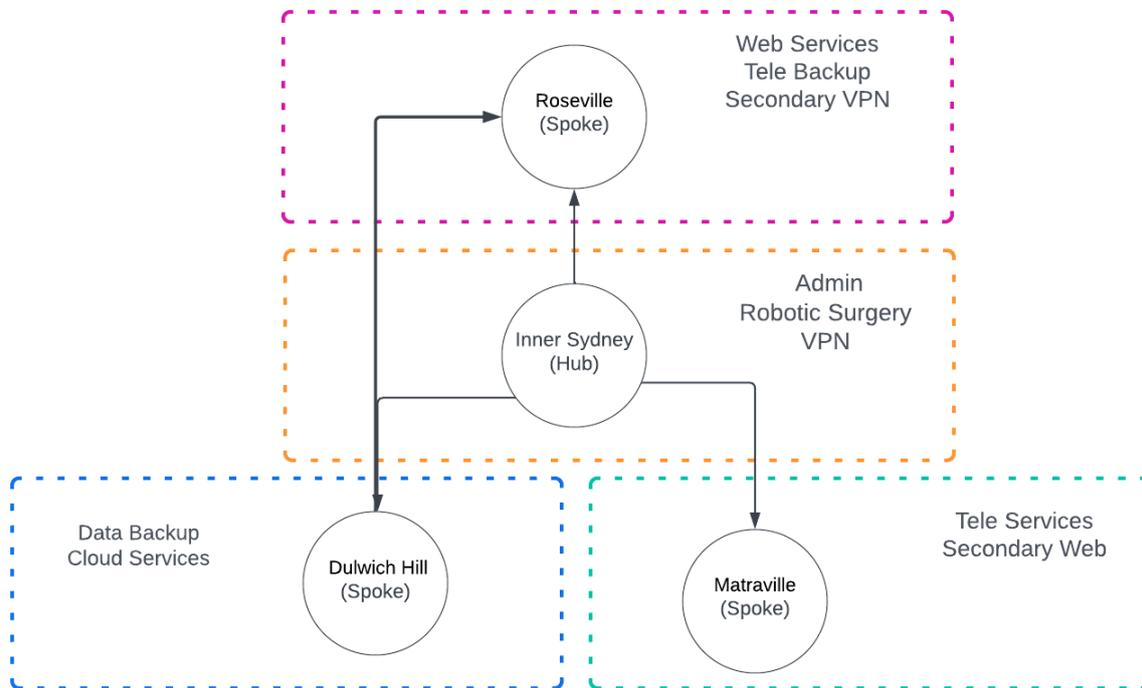 Web Services
Tele Backup
Secondary VPN
Roseville
(Spoke)
Admin
Robotic Surgery
VPN
Inner Sydney
(Hub)
Data Backup
Cloud Services
Dulwich Hill
(Spoke)
Tele Services
Secondary Web
Matraville
(Spoke)